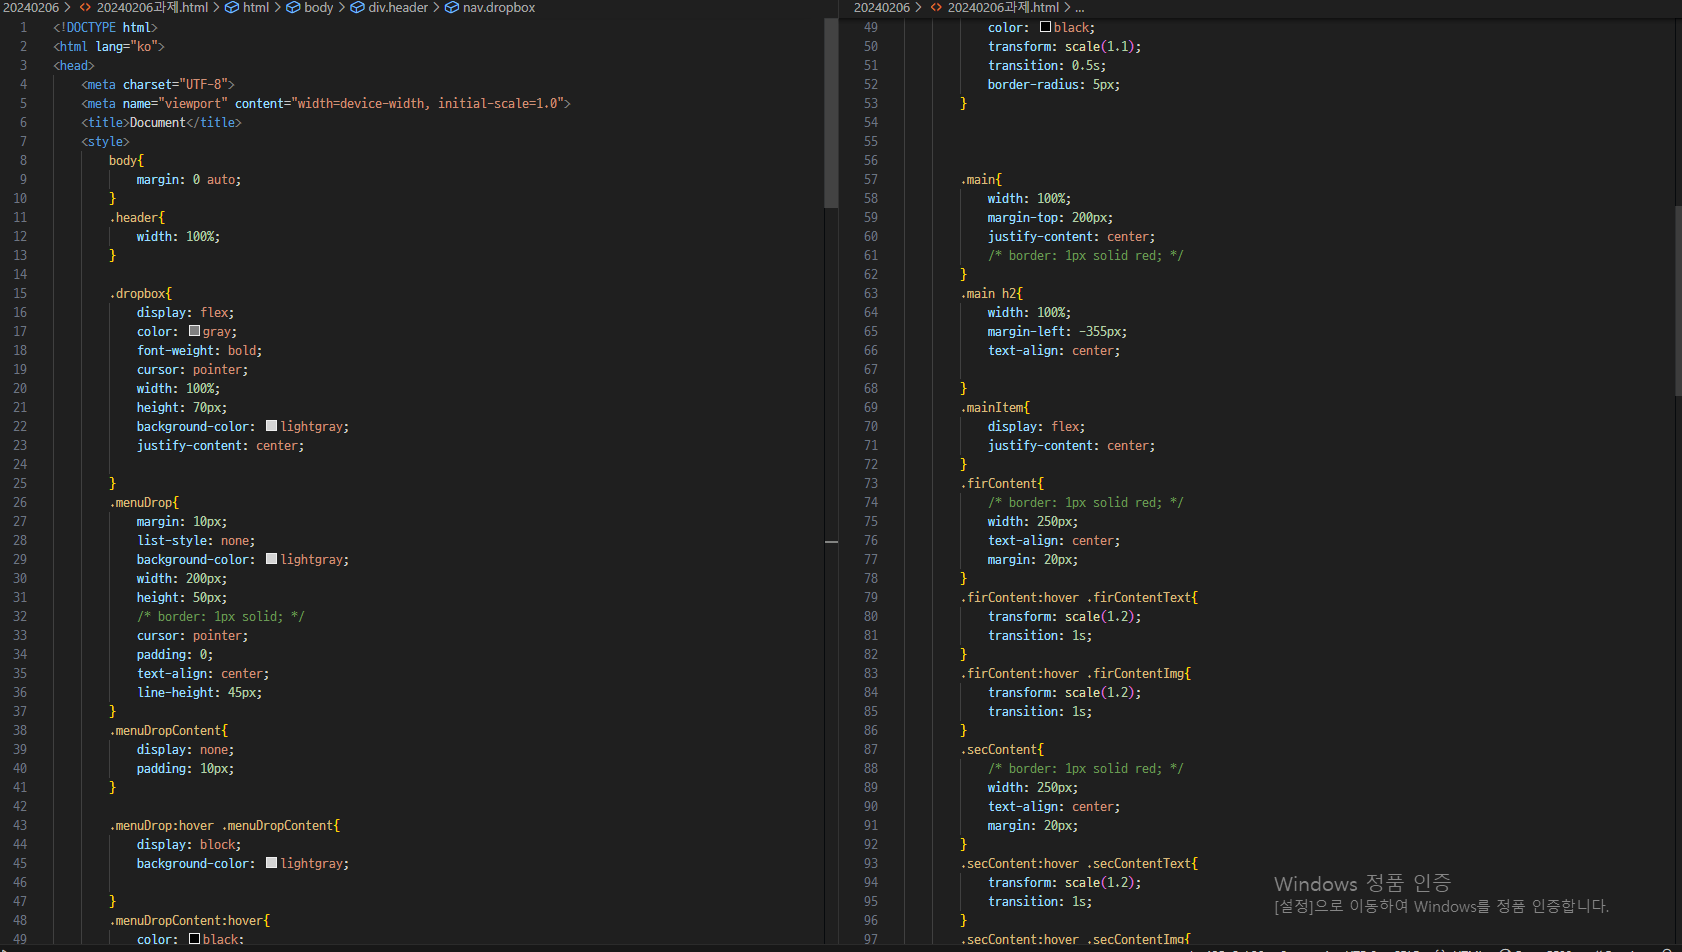 20240206 > <> 20240206과제.html > html > body > div.header > nav.dropbox
1 <!DOCTYPE html>
2 <html lang="ko">
3 <head>
4 <meta charset="UTF-8">
5 <meta name="viewport" content="width=device-width, initial-scale=1.0">
6 <title>Document</title>
7 <style>
8 body{
9 margin: 0 auto;
10 }
11 .header{
12 width: 100%;
13 }
14
15 .dropbox{
16 display: flex;
17 color: gray;
18 font-weight: bold;
19 cursor: pointer;
20 width: 100%;
21 height: 70px;
22 background-color: lightgray;
23 justify-content: center;
24
25 }
26 .menuDrop{
27 margin: 10px;
28 list-style: none;
29 background-color: lightgray;
30 width: 200px;
31 height: 50px;
32 /* border: 1px solid; */
33 cursor: pointer;
34 padding: 0;
35 text-align: center;
36 line-height: 45px;
37 }
38 .menuDropContent{
39 display: none;
40 padding: 10px;
41 }
42
43 .menuDrop:hover .menuDropContent{
44 display: block;
45 background-color: lightgray;
46
47 }
48 .menuDropContent:hover{
49 color: black;
20240206 > <> 20240206과제.html > ...
49 color: black;
50 transform: scale(1.1);
51 transition: 0.5s;
52 border-radius: 5px;
53 }
54
55
56
57 .main{
58 width: 100%;
59 margin-top: 200px;
60 justify-content: center;
61 /* border: 1px solid red; */
62 }
63 .main h2{
64 width: 100%;
65 margin-left: -355px;
66 text-align: center;
67
68 }
69 .mainItem{
70 display: flex;
71 justify-content: center;
72 }
73 .firContent{
74 /* border: 1px solid red; */
75 width: 250px;
76 text-align: center;
77 margin: 20px;
78 }
79 .firContent:hover .firContentText{
80 transform: scale(1.2);
81 transition: 1s;
82 }
83 .firContent:hover .firContentImg{
84 transform: scale(1.2);
85 transition: 1s;
86 }
87 .secContent{
88 /* border: 1px solid red; */
89 width: 250px;
90 text-align: center;
91 margin: 20px;
92 }
93 .secContent:hover .secContentText{
94 transform: scale(1.2);
95 transition: 1s;
96 }
97 .secContent:hover .secContentImg{
Windows 정품 인증
[설정]으로 이동하여 Windows를 정품 인증합니다.